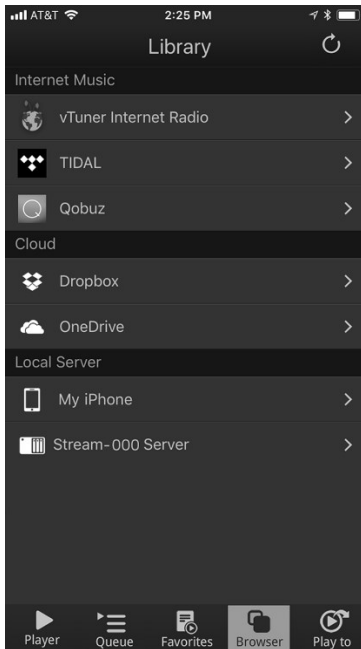 AT&T 2:25 PM
Library
Internet Music
vTuner Internet Radio
TIDAL
Qobuz
Cloud
Dropbox
OneDrive
Local Server
My iPhone
Stream-000 Server
Player Queue Favorites Browser Play to